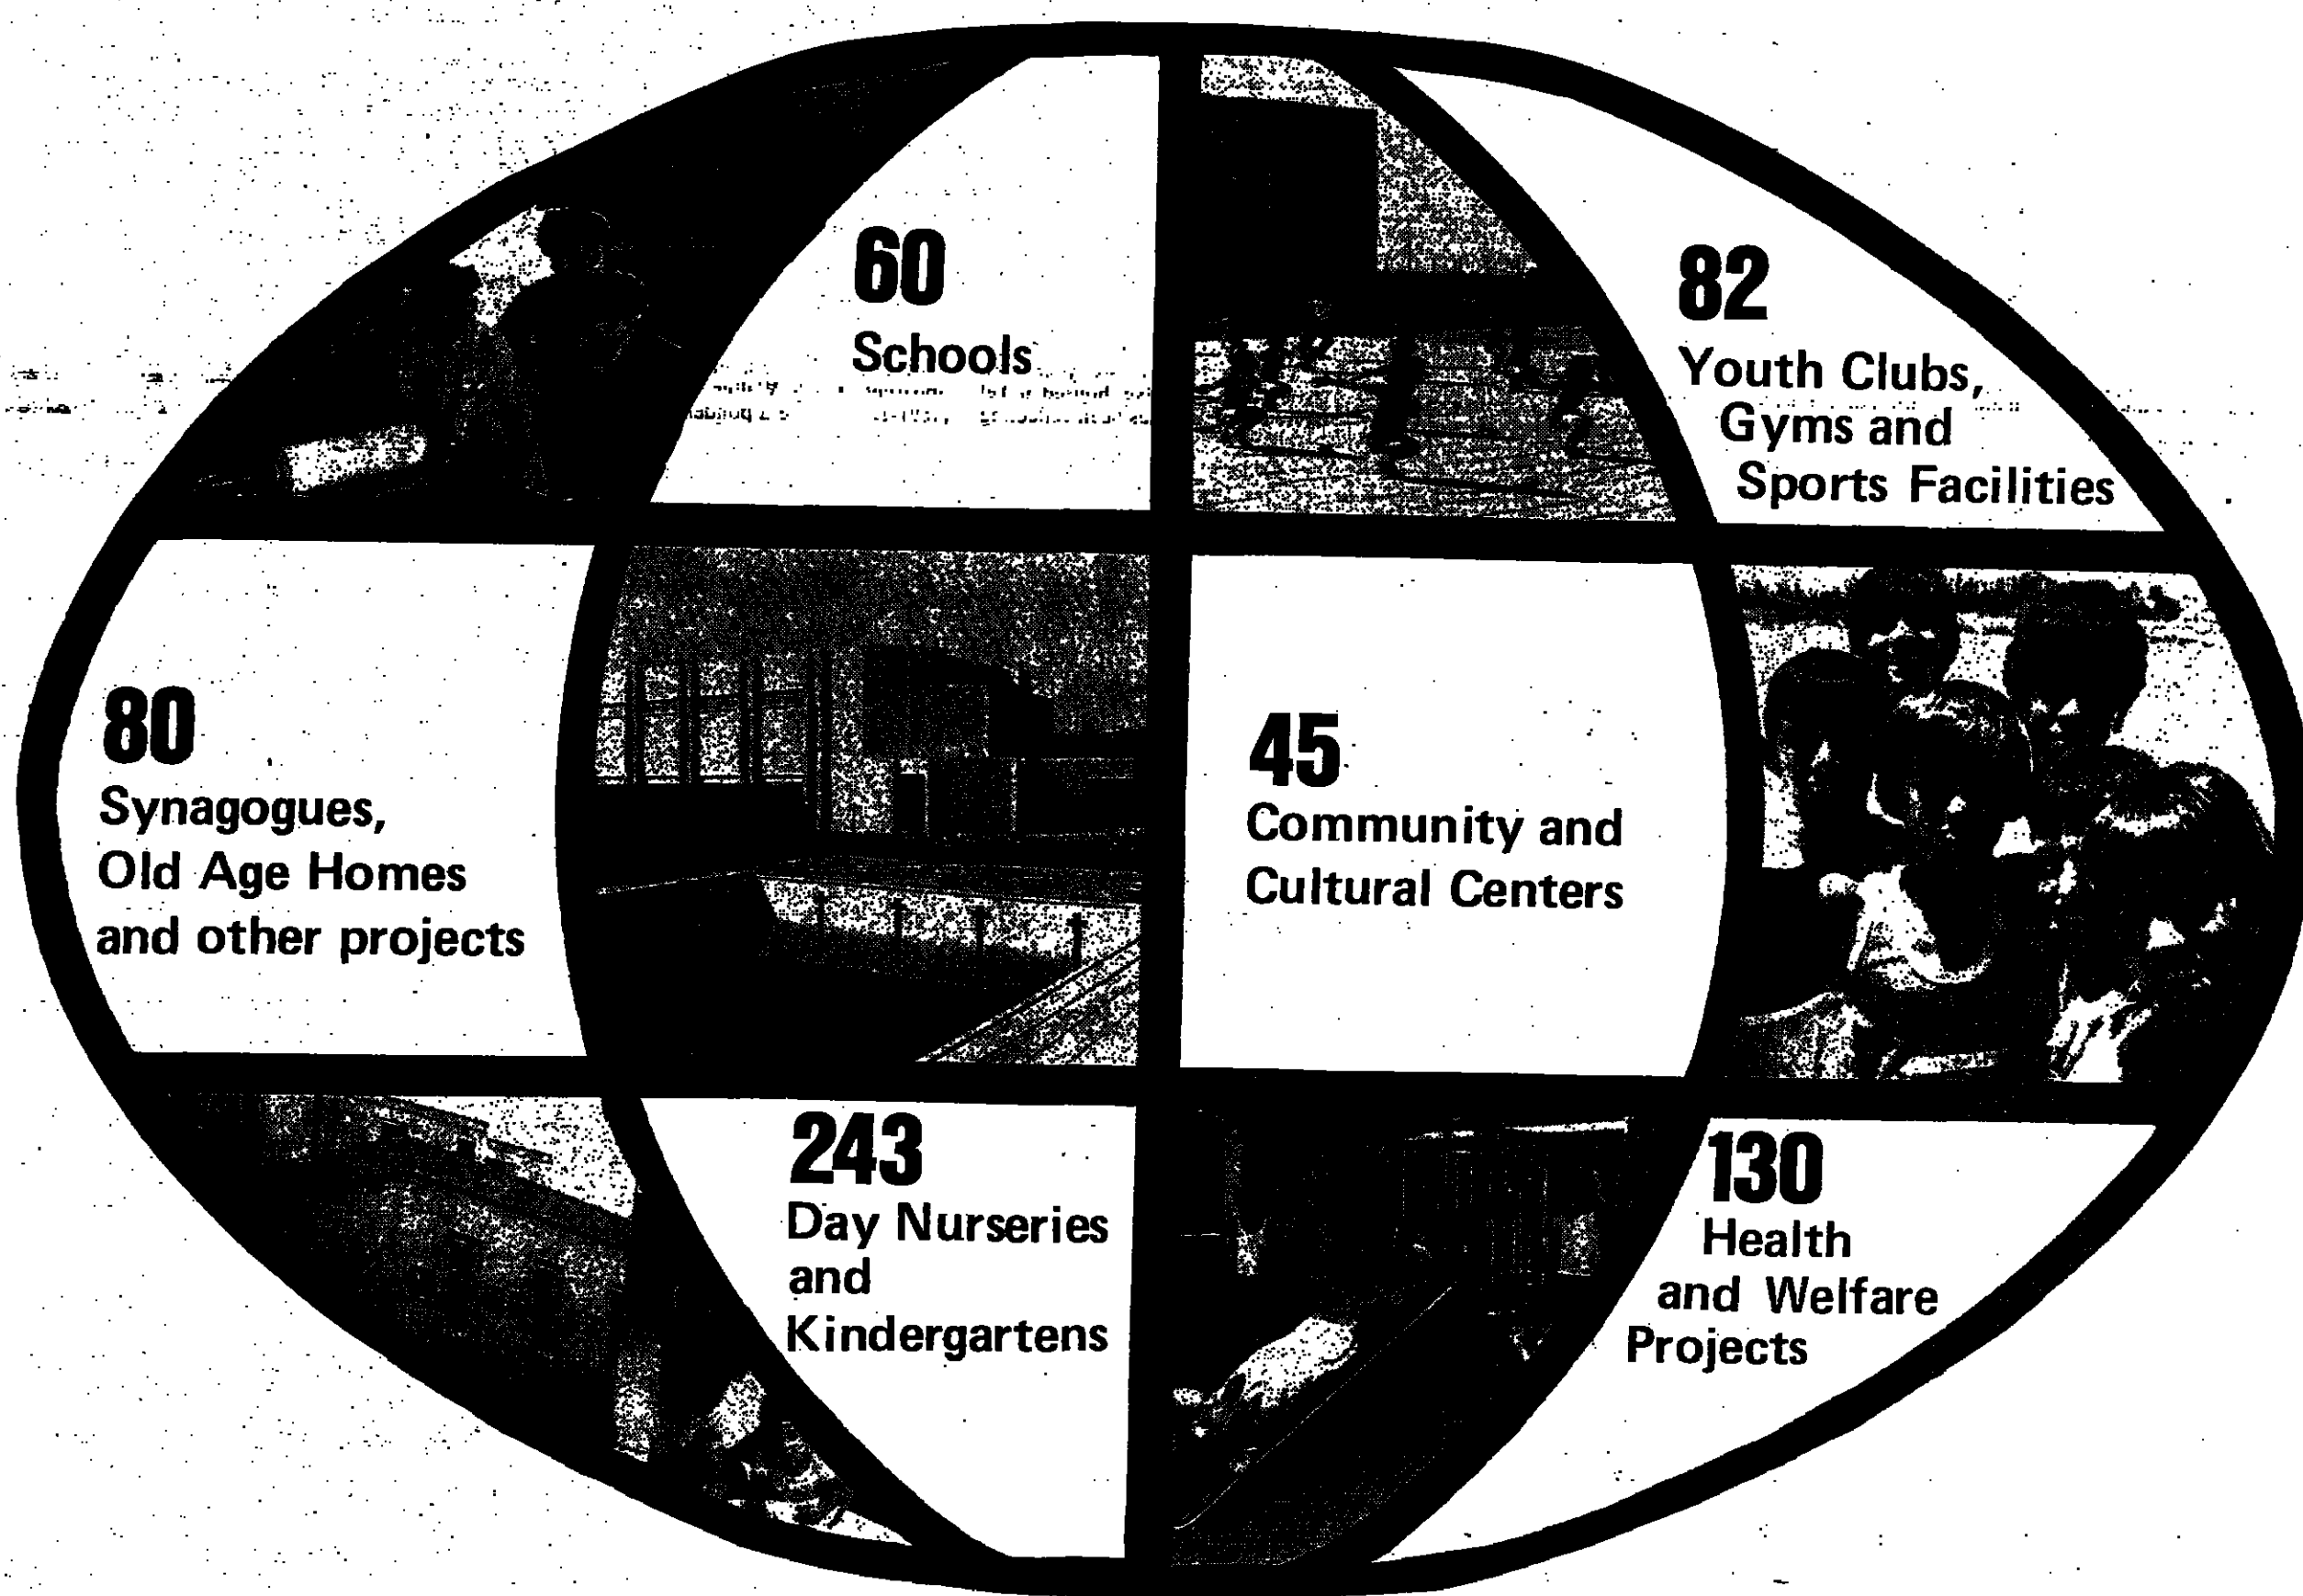 60
Schools
82
Youth Clubs,
Gyms and
Sports Facilities
80
Synagogues,
Old Age Homes
and other projects
45
Community and
Cultural Centers
243
Day Nurseries
and
Kindergartens
130
Health
and Welfare
Projects